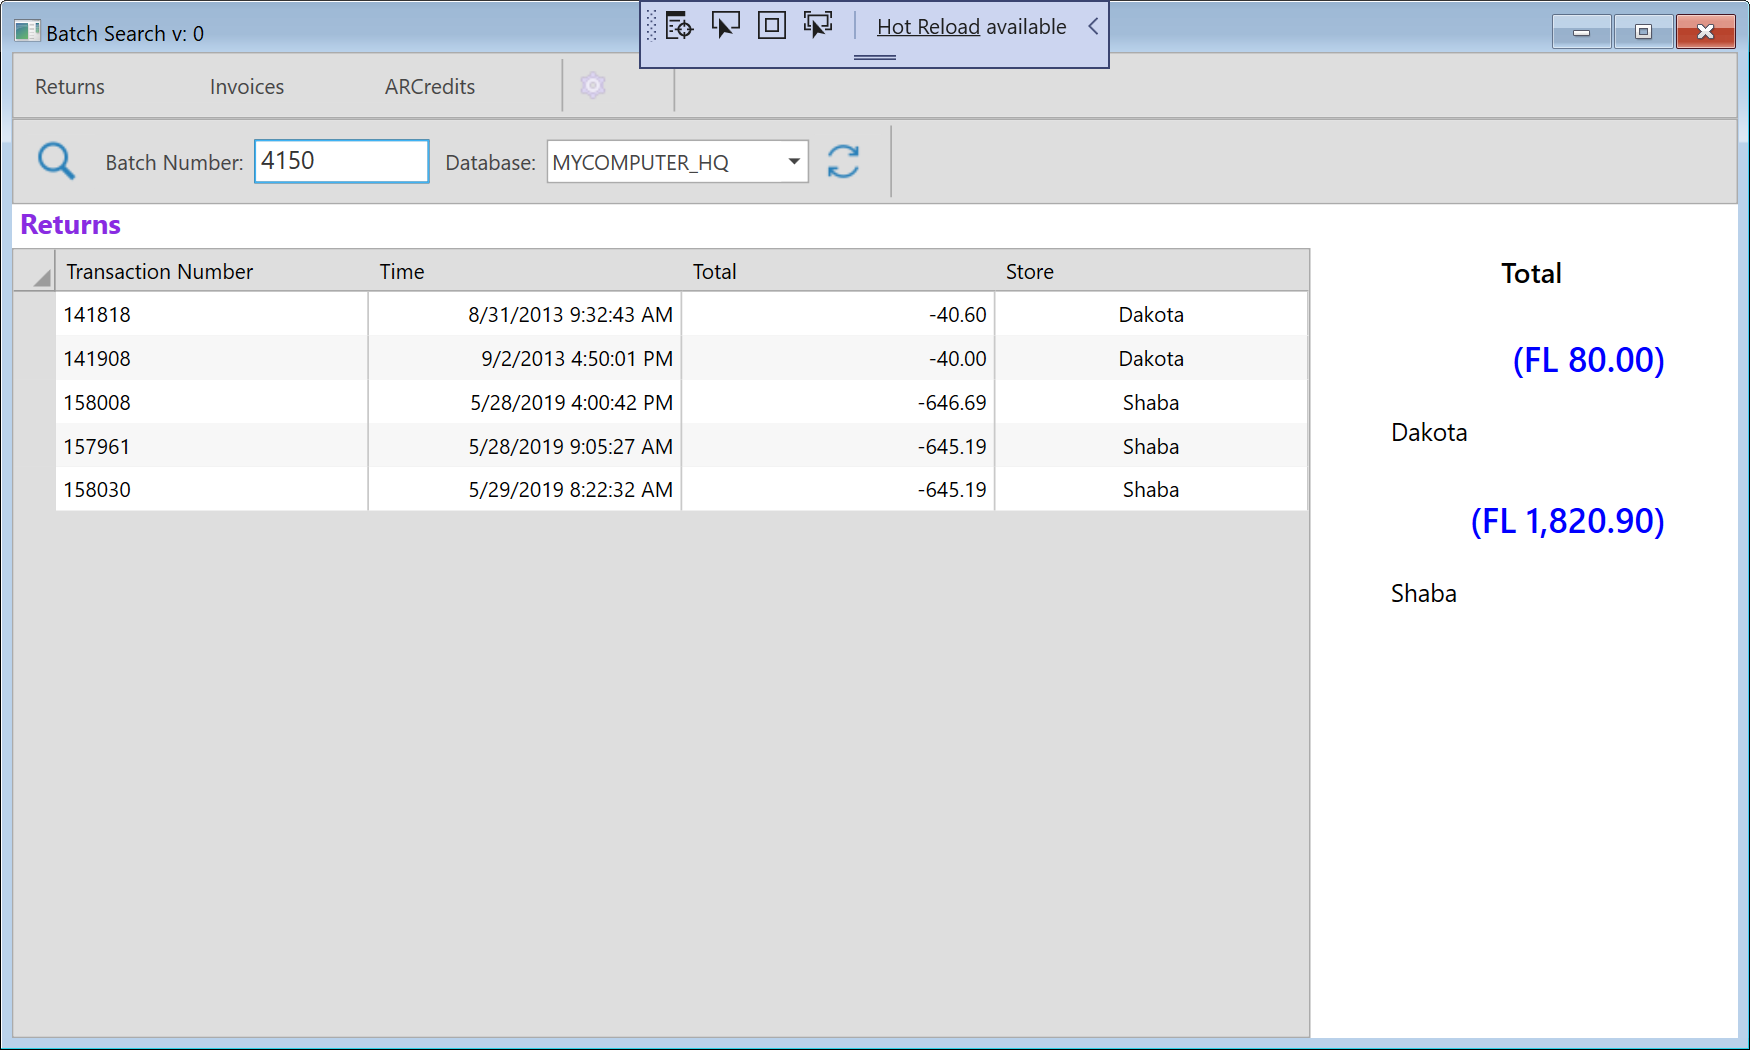 Batch Search v: 0
Hot Reload available
Returns Invoices ARCredits
Batch Number: 4150 Database: MYCOMPUTER_HQ
Returns
Transaction Number Time Total Store
141818 8/31/2013 9:32:43 AM -40.60 Dakota
141908 9/2/2013 4:50:01 PM -40.00 Dakota
158008 5/28/2019 4:00:42 PM -646.69 Shaba
157961 5/28/2019 9:05:27 AM -645.19 Shaba
158030 5/29/2019 8:22:32 AM -645.19 Shaba
Total
(FL 80.00)
Dakota
(FL 1,820.90)
Shaba